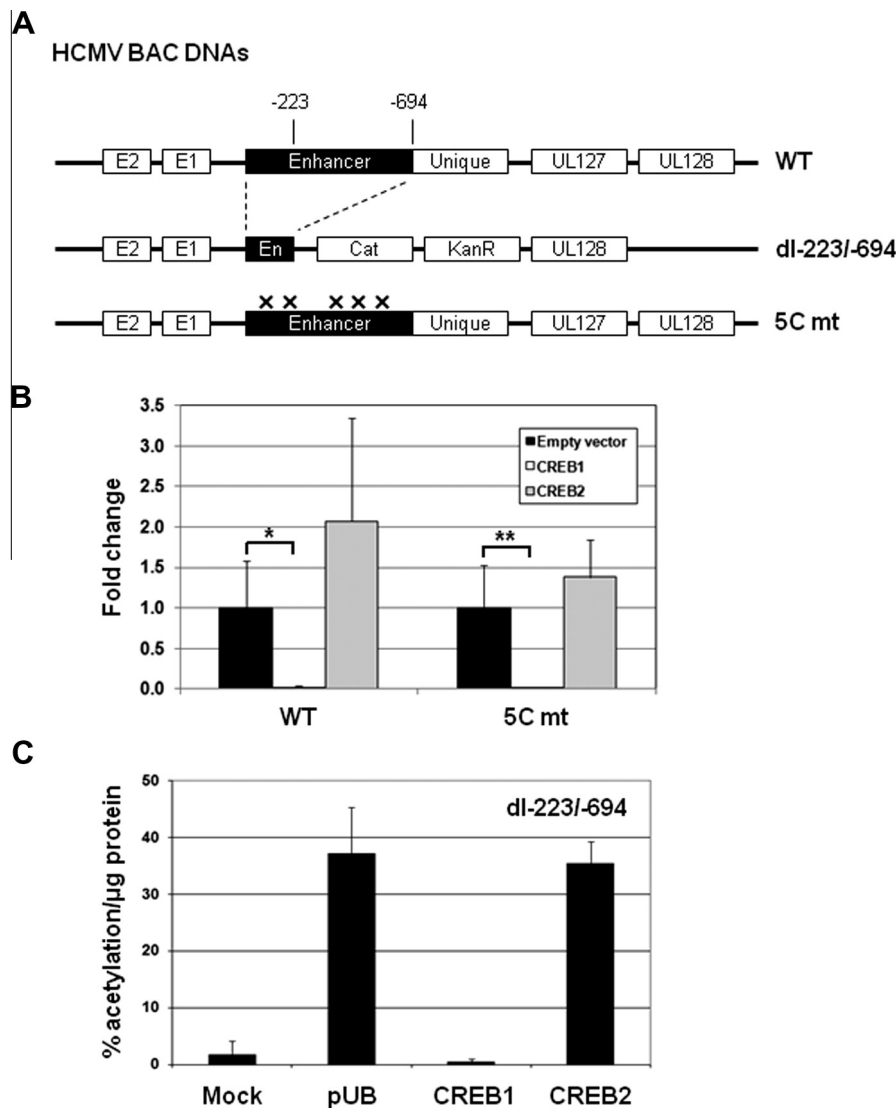 A
HCMV BAC DNAs
-223 -694
E2 E1 Enhancer Unique UL127 UL128 WT
E2 E1 En Cat KanR UL128 dl-223/-694
× × × × ×
E2 E1 Enhancer Unique UL127 UL128 5C mt
B
Fold change
3.5
3.0
2.5
2.0
1.5
1.0
0.5
0.0
Empty vector
CREB1
CREB2
* **
WT 5C mt
C
% acetylation/µg protein
50
40
30
20
10
0
dl-223/-694
Mock pUB CREB1 CREB2